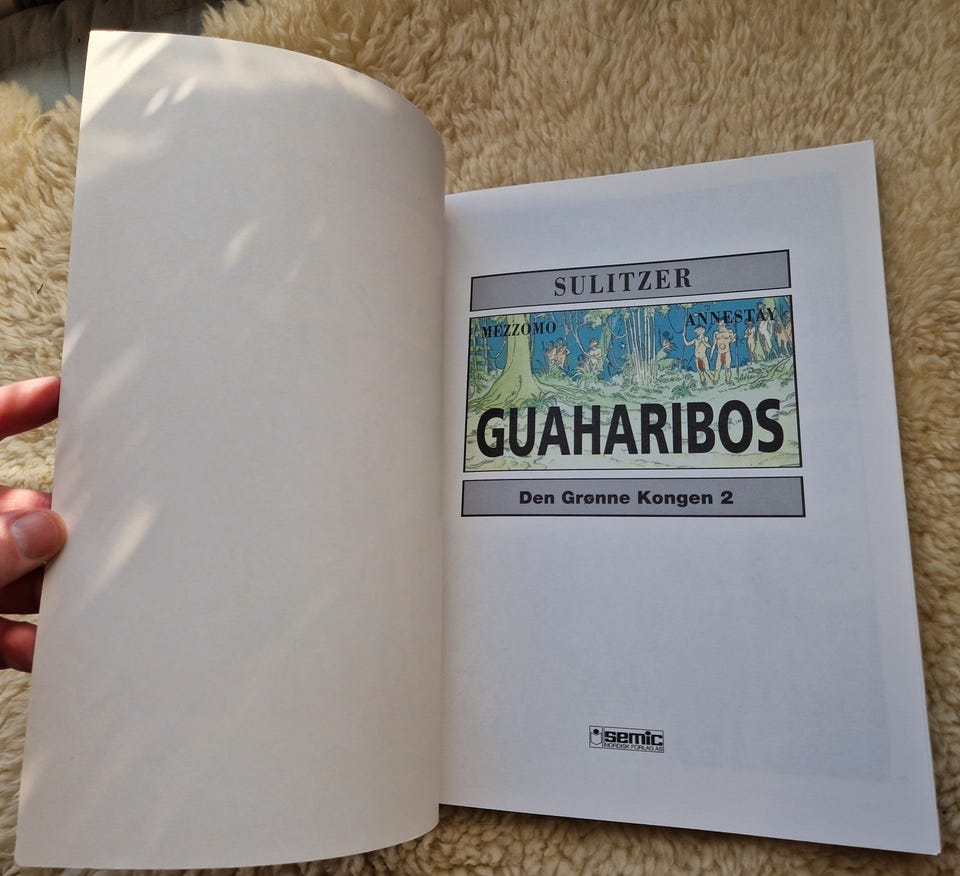 SULITZER
MEZZOMO ANNESTAY
GUAHARIBOS
Den Grønne Kongen 2
semic
NORDISK FORLAG AS